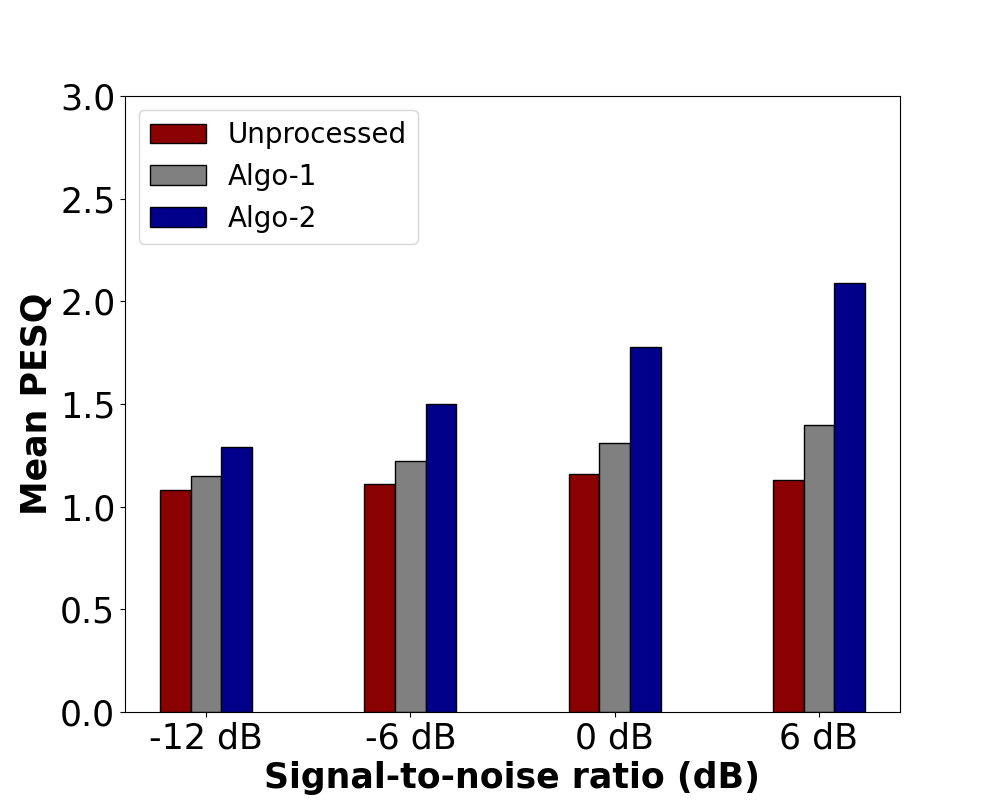 3.0
2.5
2.0
1.5
1.0
0.5
0.0
Mean PESQ
Unprocessed
Algo-1
Algo-2
-12 dB -6 dB 0 dB 6 dB
Signal-to-noise ratio (dB)